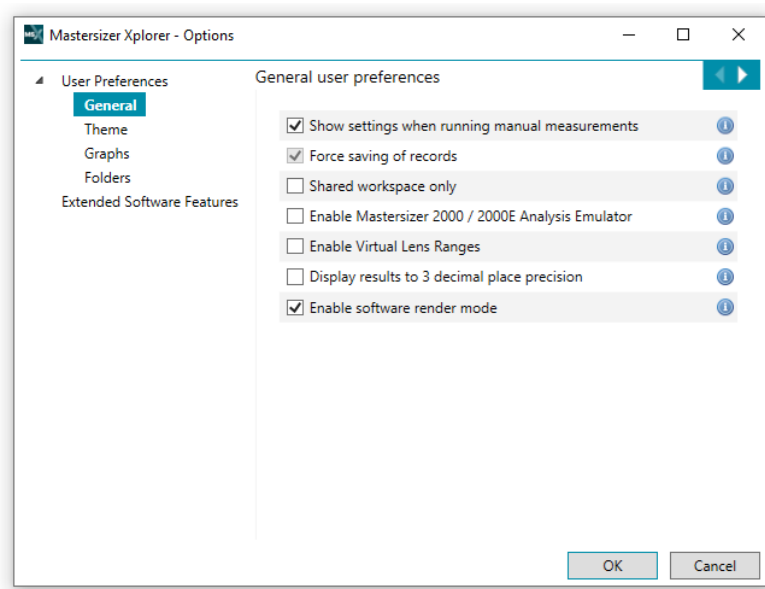 MSX Mastersizer Xplorer - Options
User Preferences
General
Theme
Graphs
Folders
Extended Software Features
General user preferences
Show settings when running manual measurements
Force saving of records
Shared workspace only
Enable Mastersizer 2000 / 2000E Analysis Emulator
Enable Virtual Lens Ranges
Display results to 3 decimal place precision
Enable software render mode
OK
Cancel